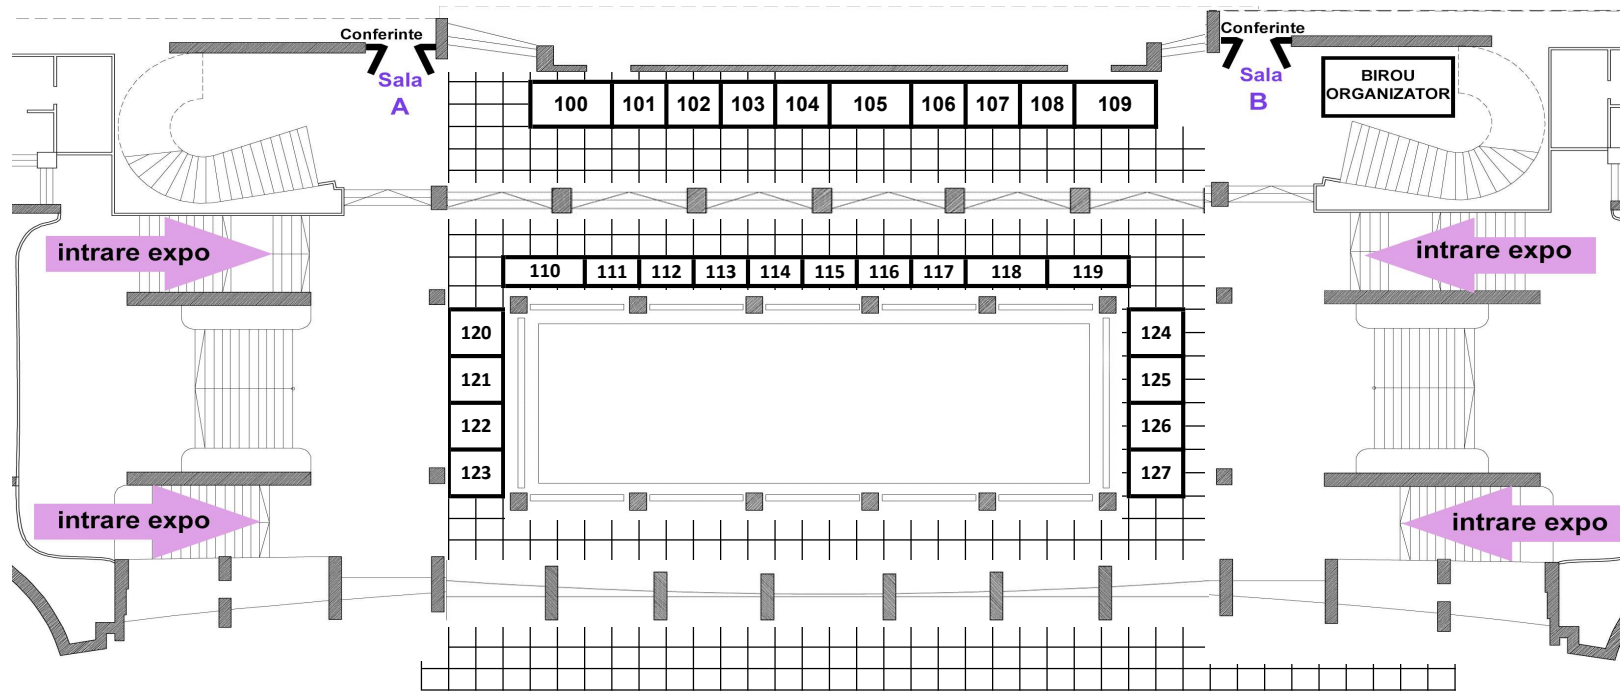 Conferinte
Sala
A
Conferinte
Sala
B
BIROU
ORGANIZATOR
100 101 102 103 104 105 106 107 108 109
intrare expo
intrare expo
110 111 112 113 114 115 116 117 118 119
120
121
122
123
124
125
126
127
intrare expo
intrare expo